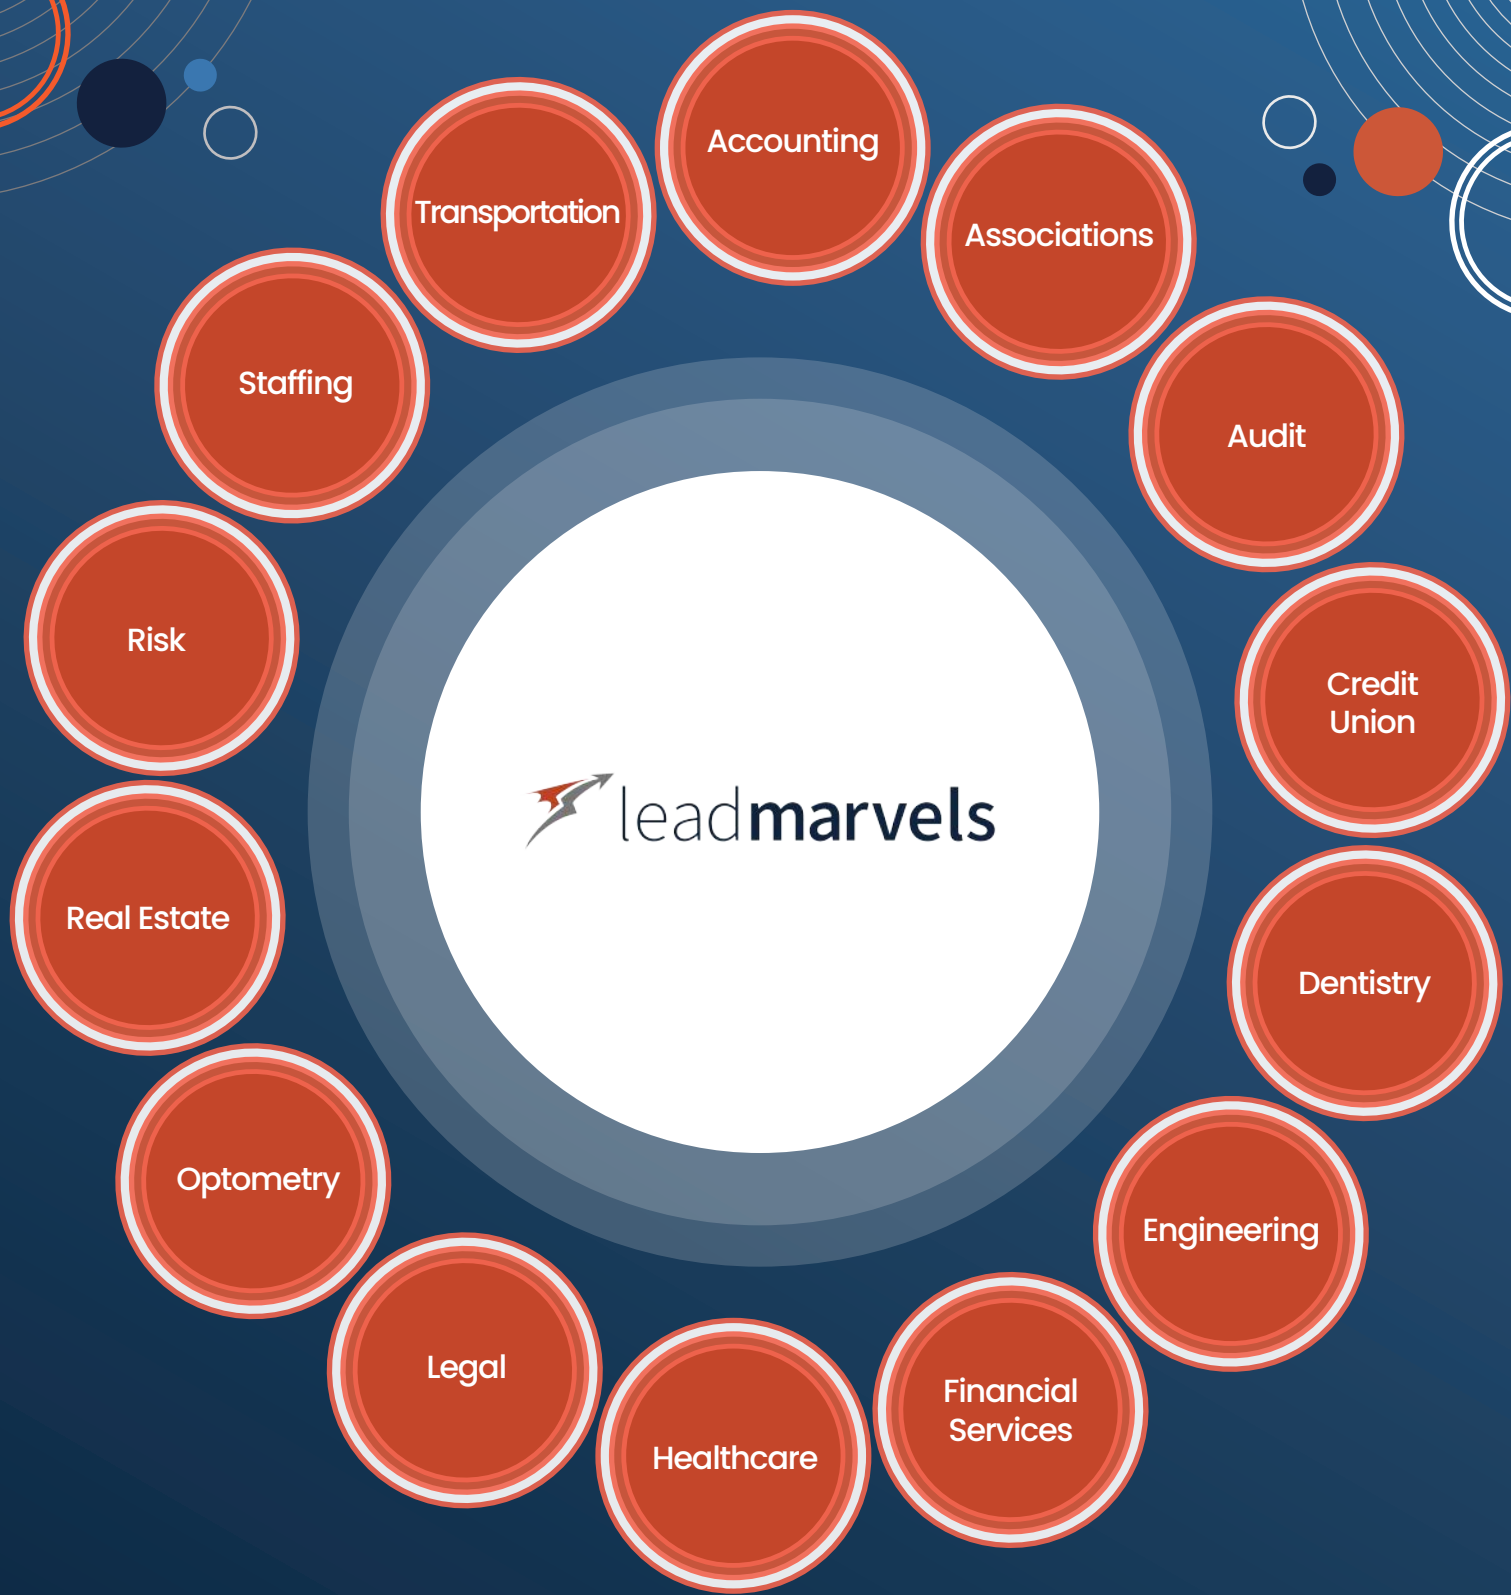 Accounting
Associations
Audit
Credit
Union
Dentistry
Engineering
Financial
Services
Healthcare
Legal
Optometry
Real Estate
Risk
Staffing
Transportation
leadmarvels